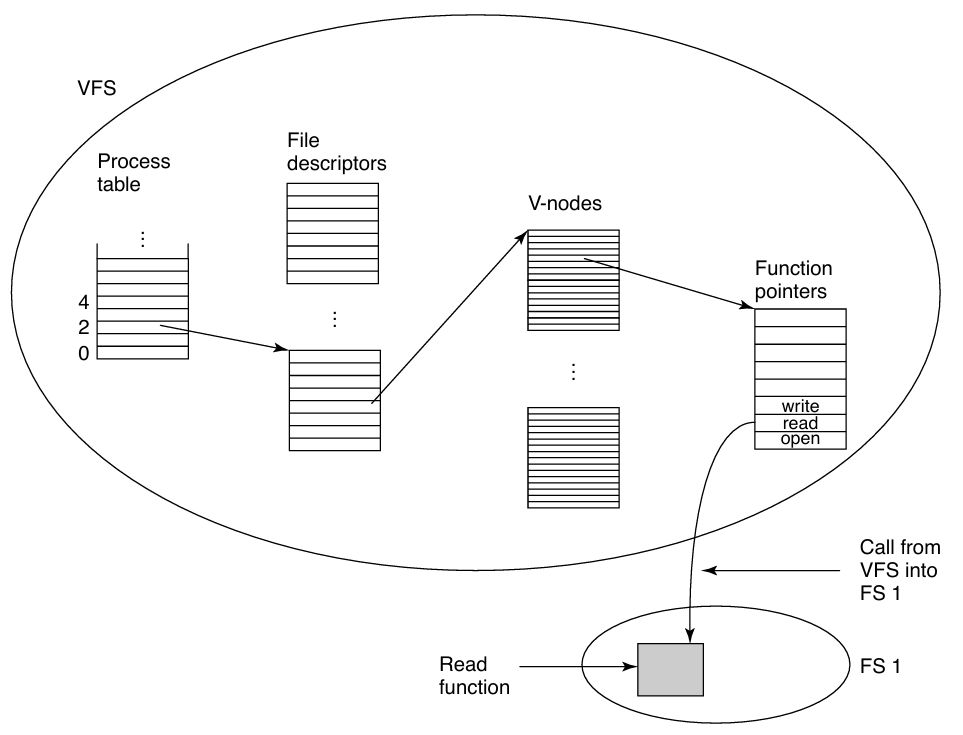 VFS
Process
table
File
descriptors
V-nodes
Function
pointers
...
4
2
0
...
...
write
read
open
Call from
VFS into
FS 1
Read
function
FS 1